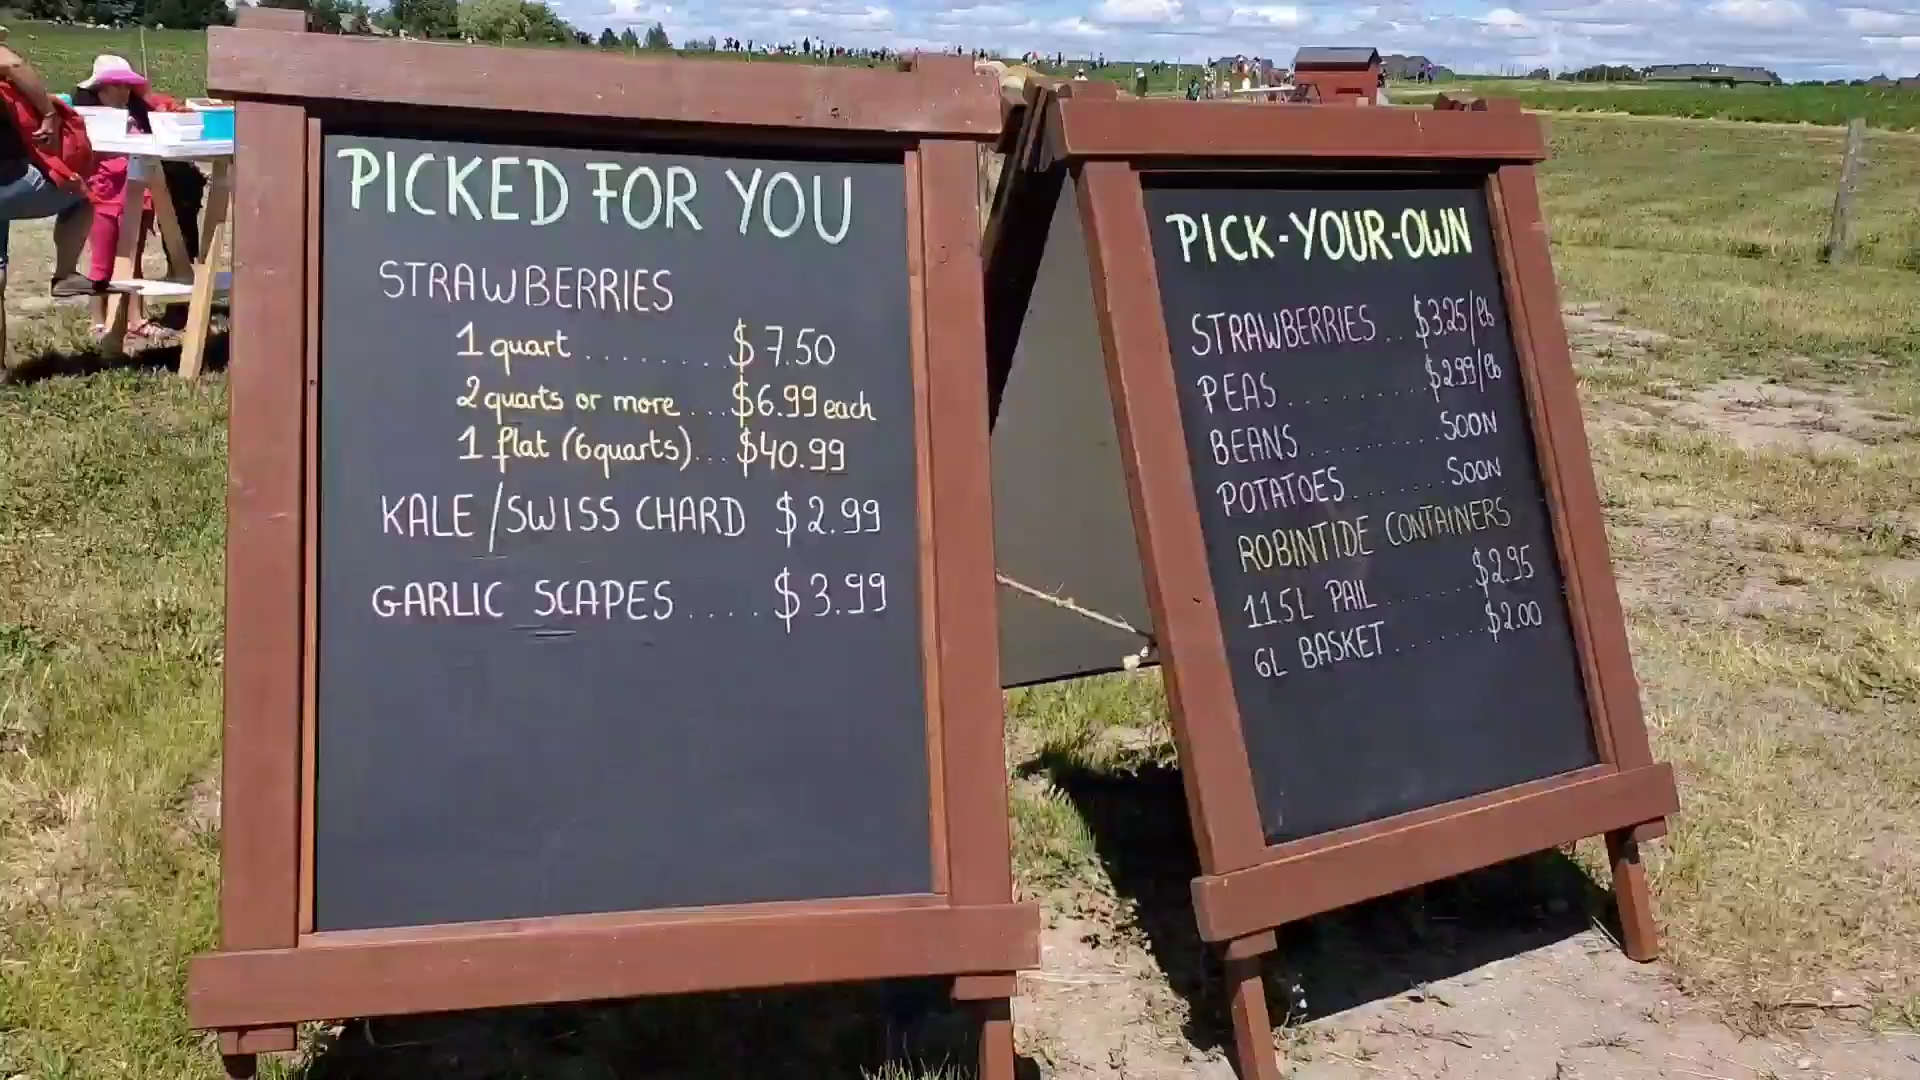 PICKED FOR YOU
STRAWBERRIES
1 quart ....... $7.50
2 quarts or more ... $6.99 each
1 flat (6 quarts) ... $40.99
KALE/SWISS CHARD $2.99
GARLIC SCAPES .... $3.99
PICK-YOUR-OWN
STRAWBERRIES .. $3.25/lb
PEAS ......... $2.99/lb
BEANS ........ SOON
POTATOES ....... SOON
ROBINTIDE CONTAINERS
11.5L PAIL ....... $2.95
6L BASKET ...... $2.00